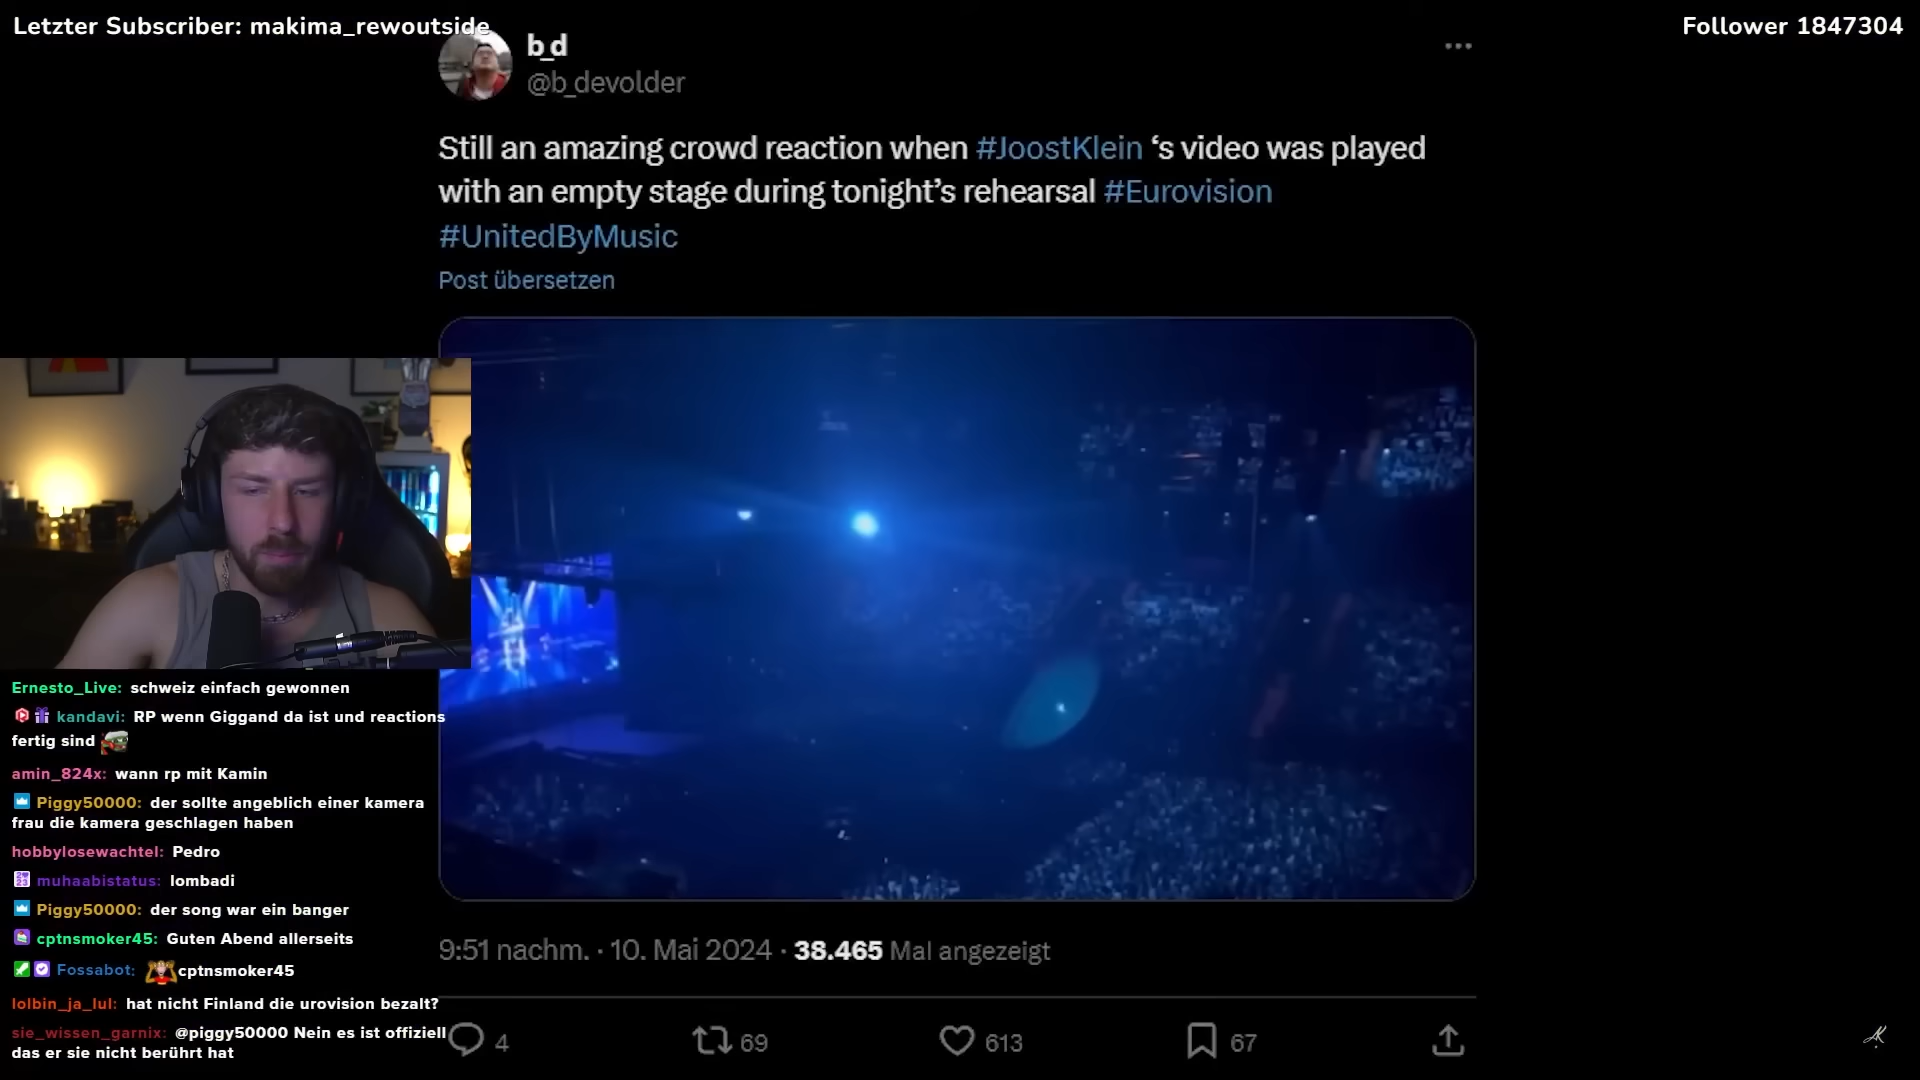 Letzter Subscriber: makima_rewoutside
Follower 1847304
b_d
@b_devolder
Still an amazing crowd reaction when #JoostKlein ‘s video was played
with an empty stage during tonight’s rehearsal #Eurovision
#UnitedByMusic
Post übersetzen
Ernesto_Live: schweiz einfach gewonnen
kandavi: RP wenn Giggand da ist und reactions
fertig sind
amin_824x: wann rp mit Kamin
Piggy50000: der sollte angeblich einer kamera
frau die kamera geschlagen haben
hobbylosewachtel: Pedro
muhaabistatus: lombadi
Piggy50000: der song war ein banger
cptnsmoker45: Guten Abend allerseits
Fossabot: cptnsmoker45
lolbin_ja_lul: hat nicht Finland die urovision bezalt?
sie_wissen_garnix: @piggy50000 Nein es ist offiziell
das er sie nicht berührt hat
9:51 nachm. · 10. Mai 2024 · 38.465 Mal angezeigt
4 69 613 67